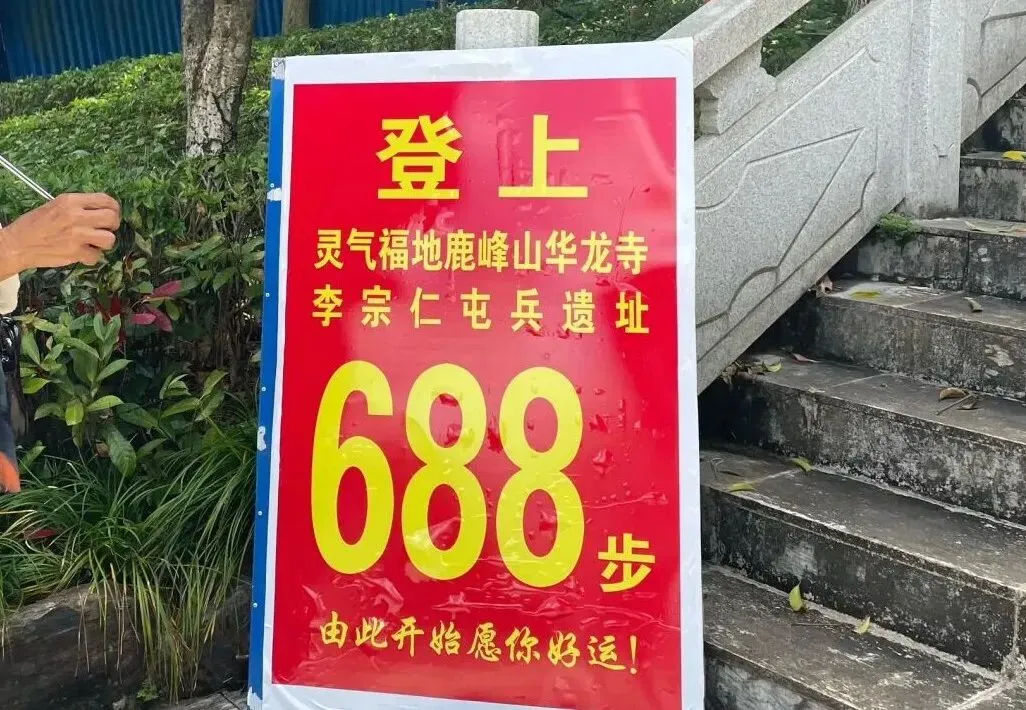 登上
灵气福地鹿峰山华龙寺
李宗仁屯兵遗址
688步
由此开始愿你好运!